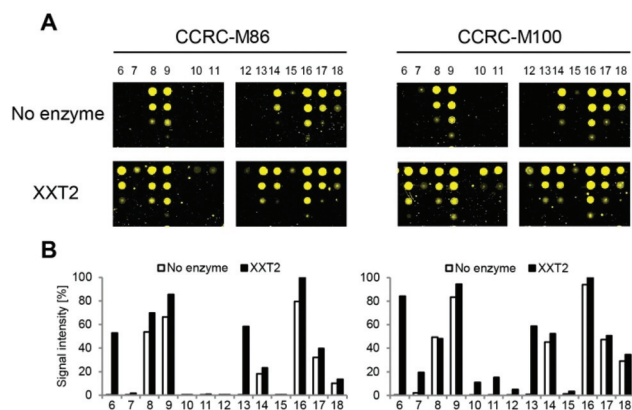 A
CCRC-M86 CCRC-M100
6 7 8 9 10 11 12 13 14 15 16 17 18 6 7 8 9 10 11 12 13 14 15 16 17 18
No enzyme
XXT2
B
No enzyme XXT2 No enzyme XXT2
Signal intensity [%]
100 100
80 80
60 60
40 40
20 20
0 0
6 7 8 9 10 11 12 13 14 15 16 17 18 6 7 8 9 10 11 12 13 14 15 16 17 18